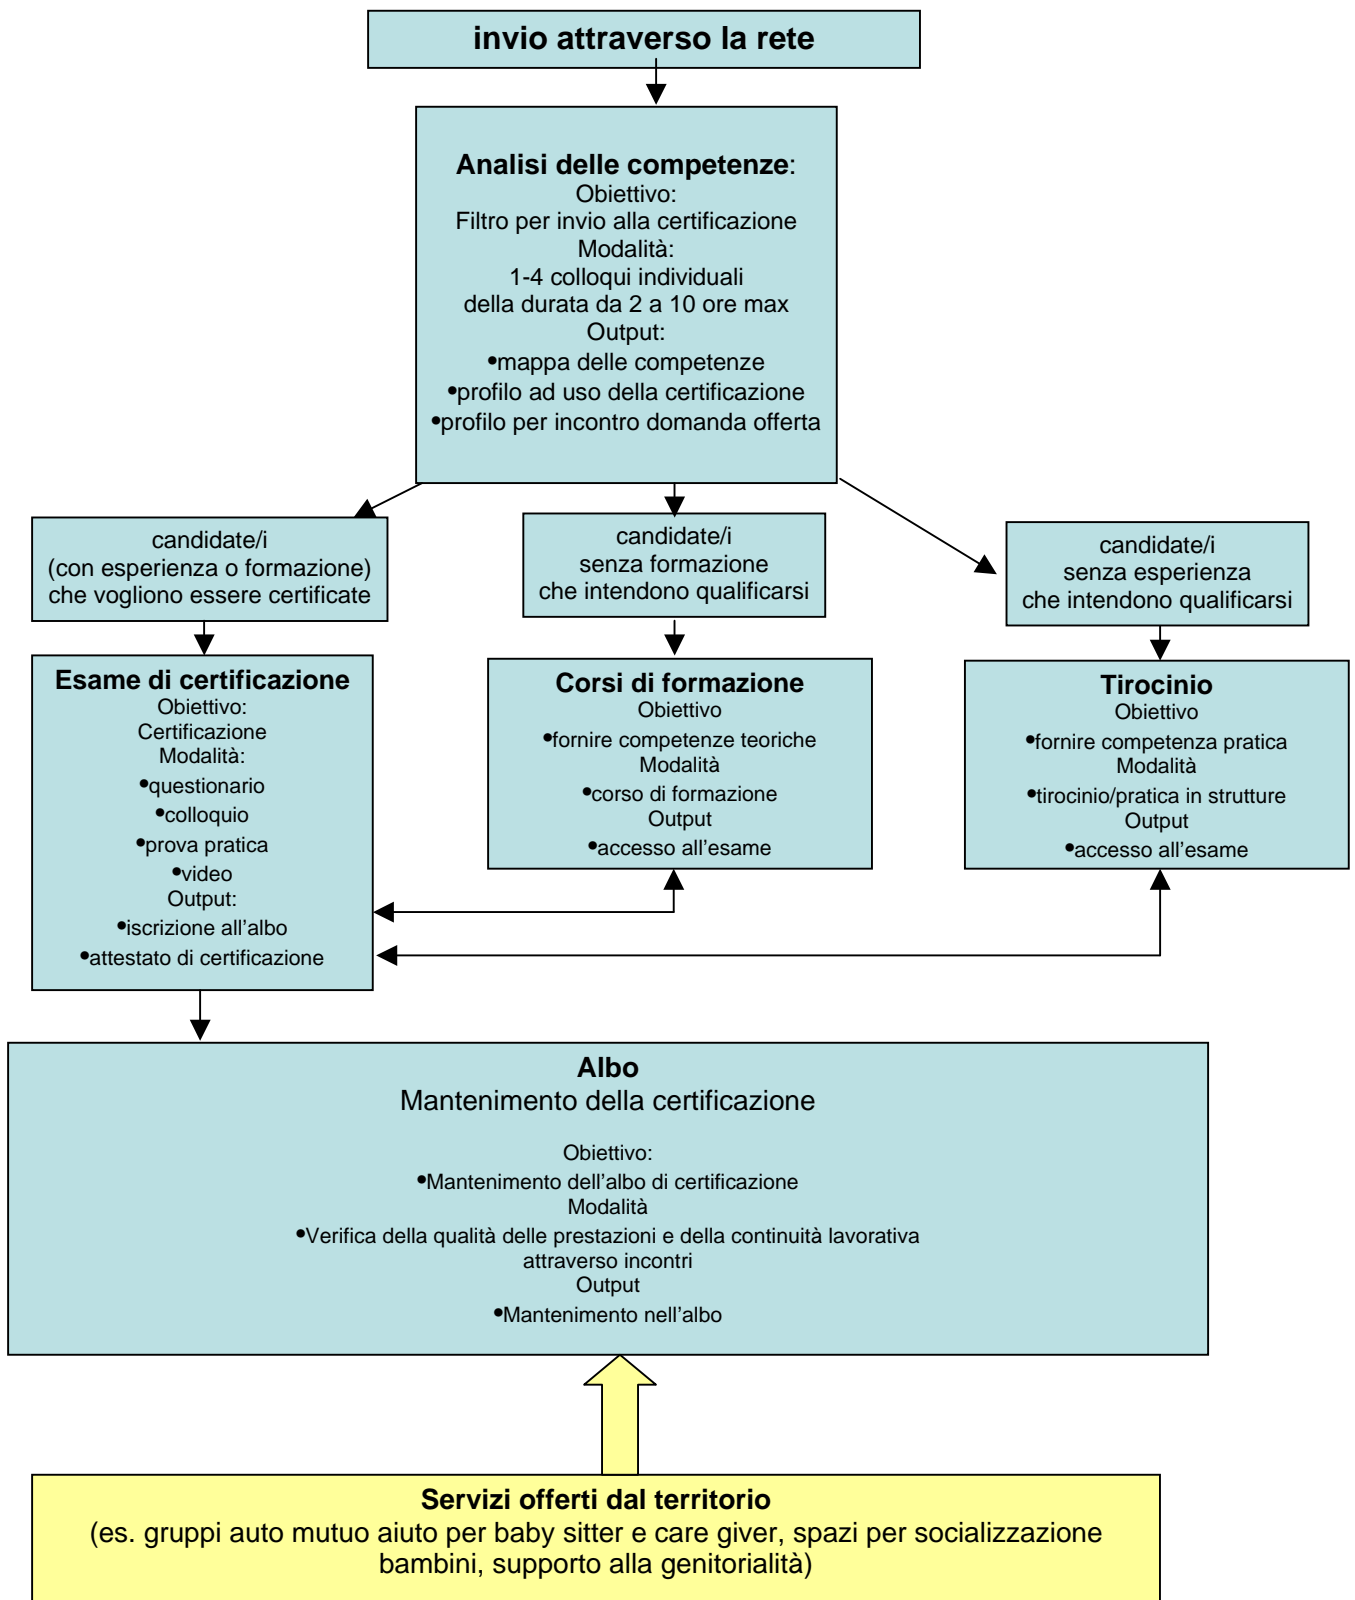 invio attraverso la rete
Analisi delle competenze:
Obiettivo:
Filtro per invio alla certificazione
Modalità:
1-4 colloqui individuali
della durata da 2 a 10 ore max
Output:
•mappa delle competenze
•profilo ad uso della certificazione
•profilo per incontro domanda offerta
candidate/i
(con esperienza o formazione)
che vogliono essere certificate
candidate/i
senza formazione
che intendono qualificarsi
candidate/i
senza esperienza
che intendono qualificarsi
Esame di certificazione
Obiettivo:
Certificazione
Modalità:
•questionario
•colloquio
•prova pratica
•video
Output:
•iscrizione all’albo
•attestato di certificazione
Corsi di formazione
Obiettivo
•fornire competenze teoriche
Modalità
•corso di formazione
Output
•accesso all’esame
Tirocinio
Obiettivo
•fornire competenza pratica
Modalità
•tirocinio/pratica in strutture
Output
•accesso all’esame
Albo
Mantenimento della certificazione
Obiettivo:
•Mantenimento dell’albo di certificazione
Modalità
•Verifica della qualità delle prestazioni e della continuità lavorativa
attraverso incontri
Output
•Mantenimento nell’albo
Servizi offerti dal territorio
(es. gruppi auto mutuo aiuto per baby sitter e care giver, spazi per socializzazione
bambini, supporto alla genitorialità)